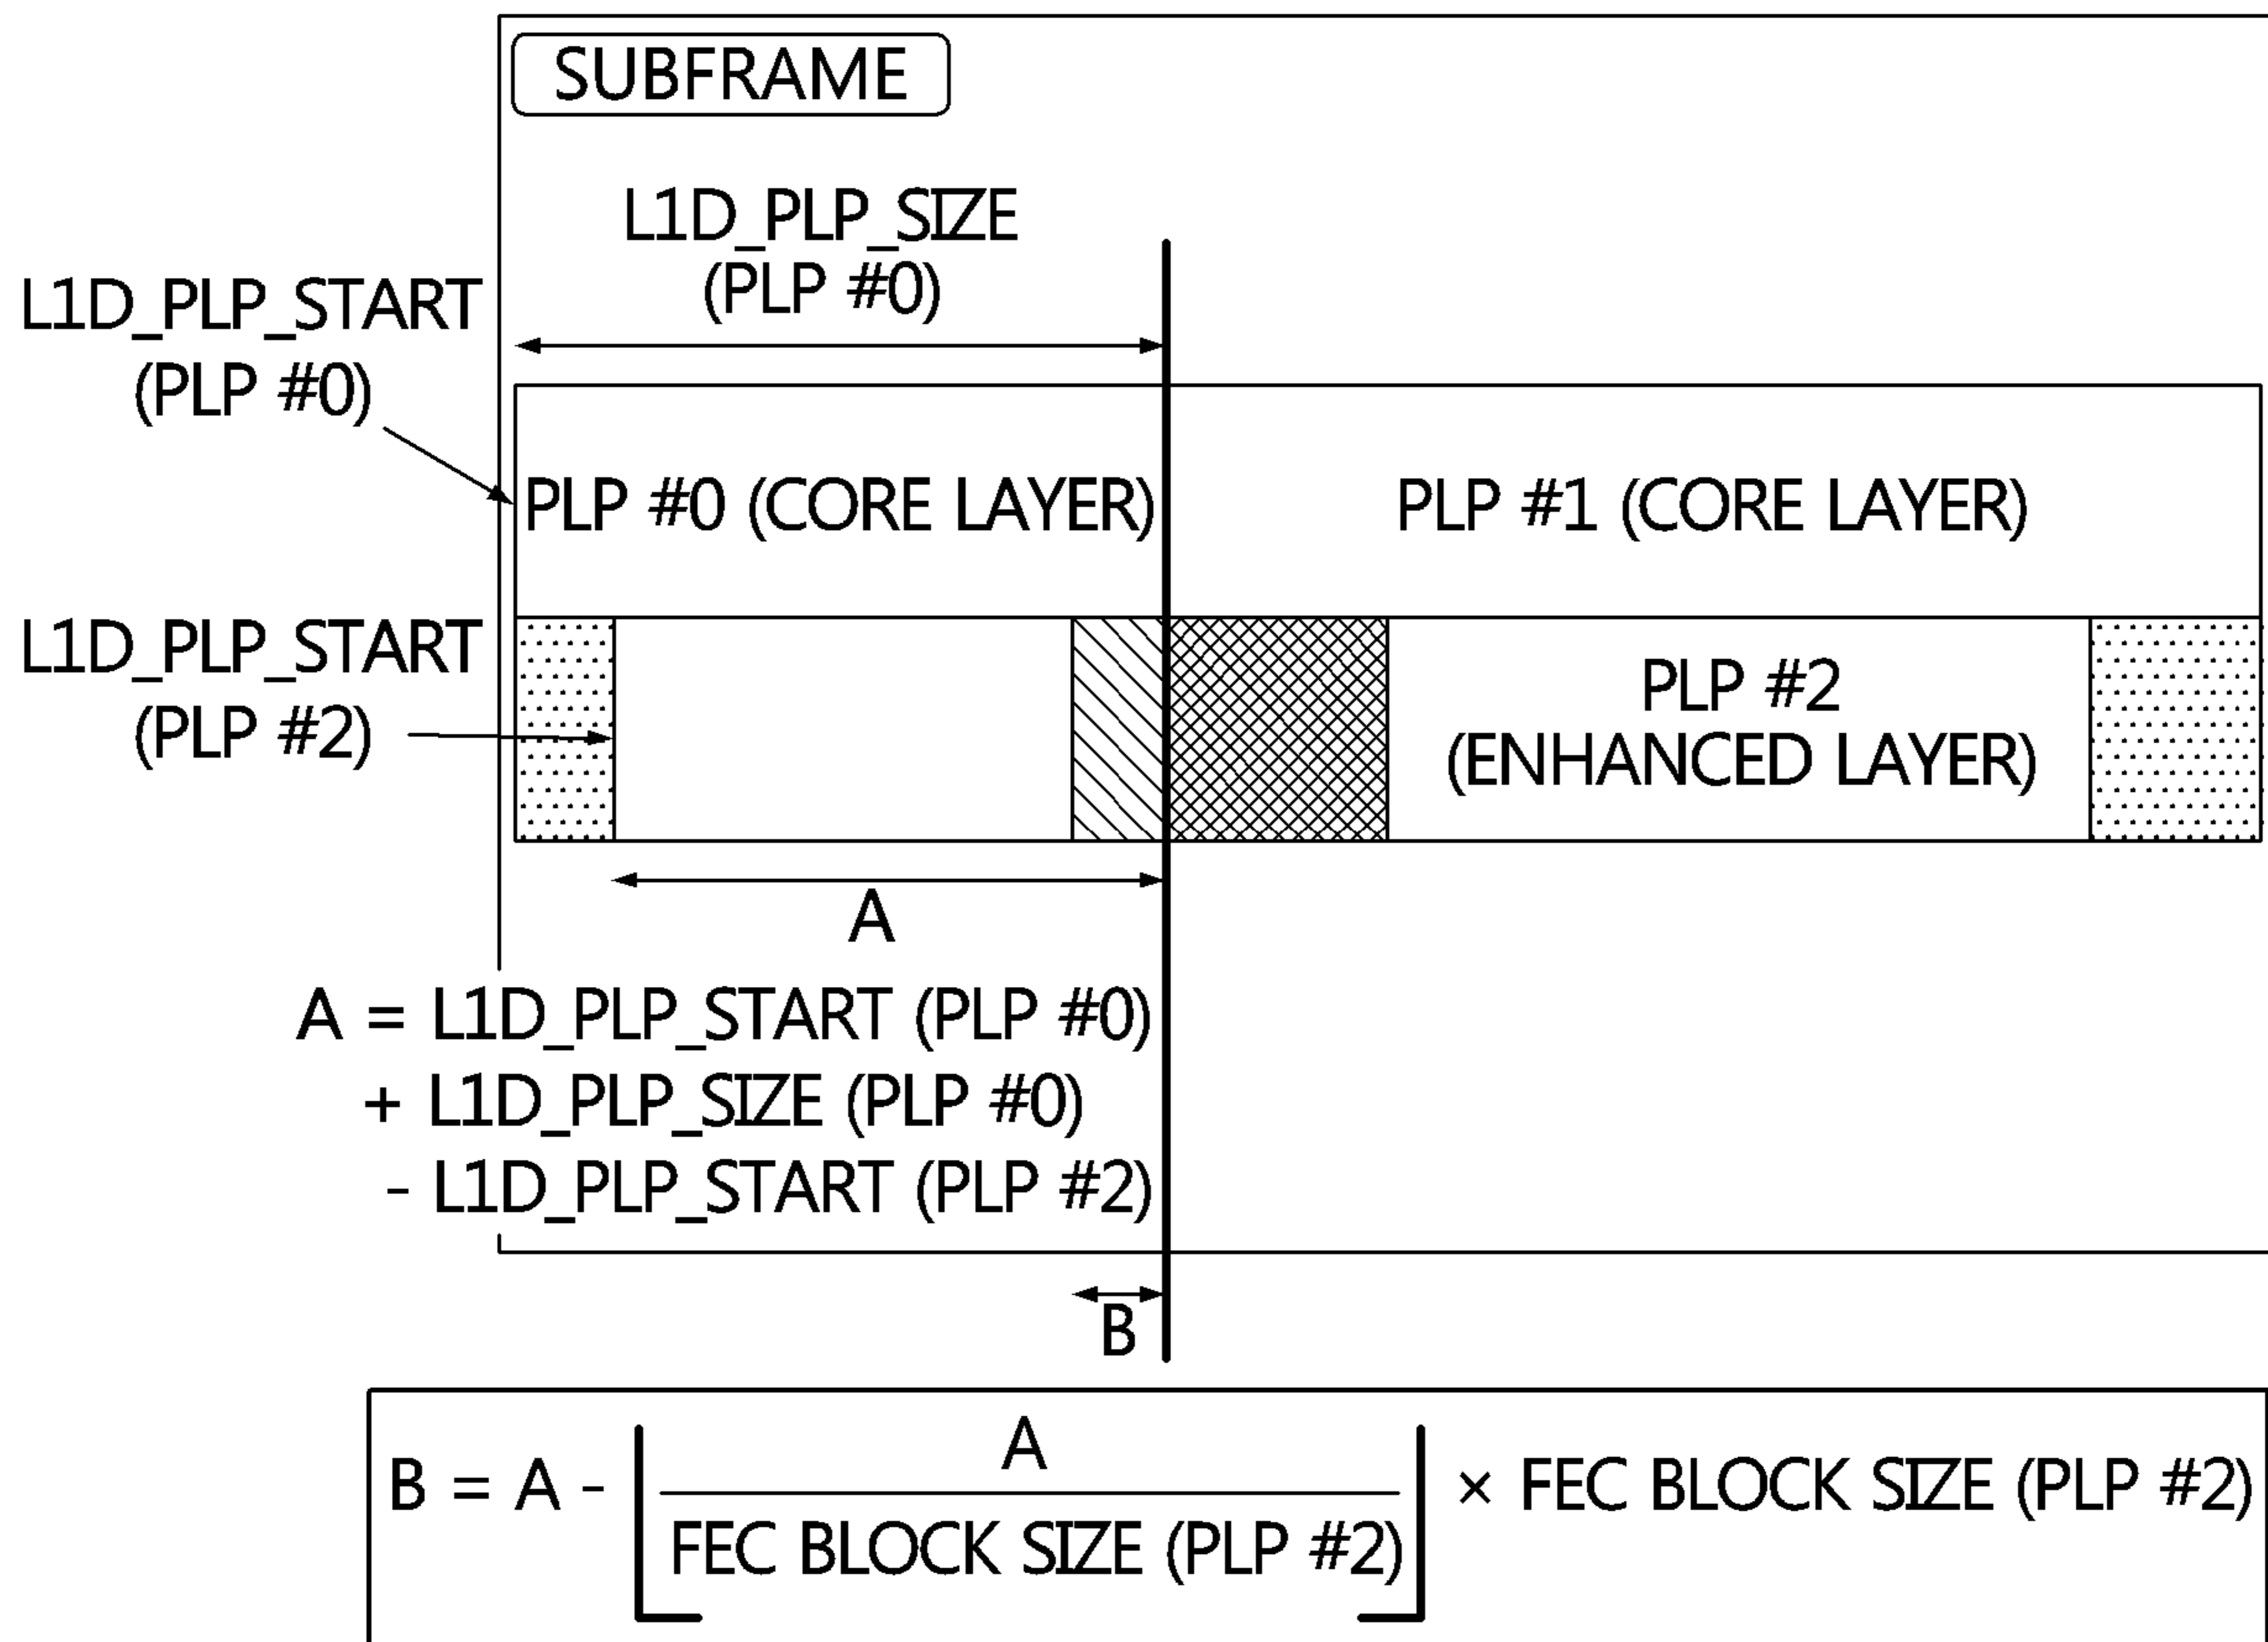 SUBFRAME
L1D_PLP_SIZE
(PLP #0)
L1D_PLP_START
(PLP #0)
PLP #0 (CORE LAYER)
PLP #1 (CORE LAYER)
L1D_PLP_START
(PLP #2)
PLP #2
(ENHANCED LAYER)
A
A = L1D_PLP_START (PLP #0)
+ L1D_PLP_SIZE (PLP #0)
- L1D_PLP_START (PLP #2)
B
B = A - ⌊ A / FEC BLOCK SIZE (PLP #2) ⌋ × FEC BLOCK SIZE (PLP #2)